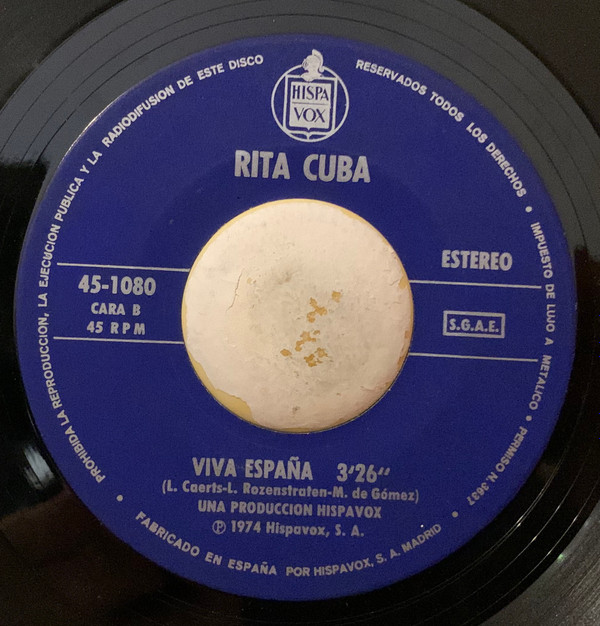 PROHIBIDA LA REPRODUCCION, LA EJECUCION PUBLICA Y LA RADIODIFUSION DE ESTE DISCO
RESERVADOS TODOS LOS DERECHOS • IMPUESTO DE LUJO A METALICO • PERMISO N. 3637
HISPA
VOX
RITA CUBA
45-1080
CARA B
45 RPM
ESTEREO
S.G.A.E.
VIVA ESPAÑA 3'26"
(L. Caerts-L. Rozenstraten-M. de Gómez)
UNA PRODUCCION HISPAVOX
Ⓟ 1974 Hispavox, S. A.
• FABRICADO EN ESPAÑA POR HISPAVOX, S. A. MADRID •